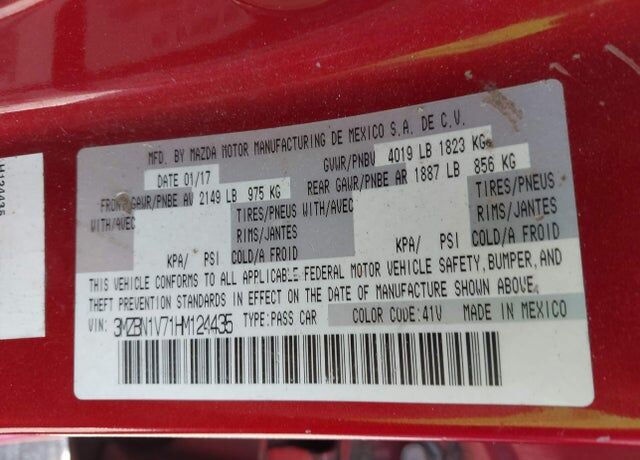 MFD. BY MAZDA MOTOR MANUFACTURING DE MEXICO S.A. DE C.V.
DATE 01/17 GVWR/PNBV 4019 LB 1823 KG
FRONT GAWR/PNBE AV 2149 LB 975 KG REAR GAWR/PNBE AR 1887 LB 856 KG
WITH/AVEC TIRES/PNEUS WITH/AVEC TIRES/PNEUS
RIMS/JANTES RIMS/JANTES
KPA/ PSI COLD/A FROID KPA/ PSI COLD/A FROID
THIS VEHICLE CONFORMS TO ALL APPLICABLE FEDERAL MOTOR VEHICLE SAFETY, BUMPER, AND
THEFT PREVENTION STANDARDS IN EFFECT ON THE DATE OF MANUFACTURE SHOWN ABOVE.
VIN: 3MZBN1V71HM124435 TYPE:PASS CAR COLOR CODE:41V MADE IN MEXICO
H124435